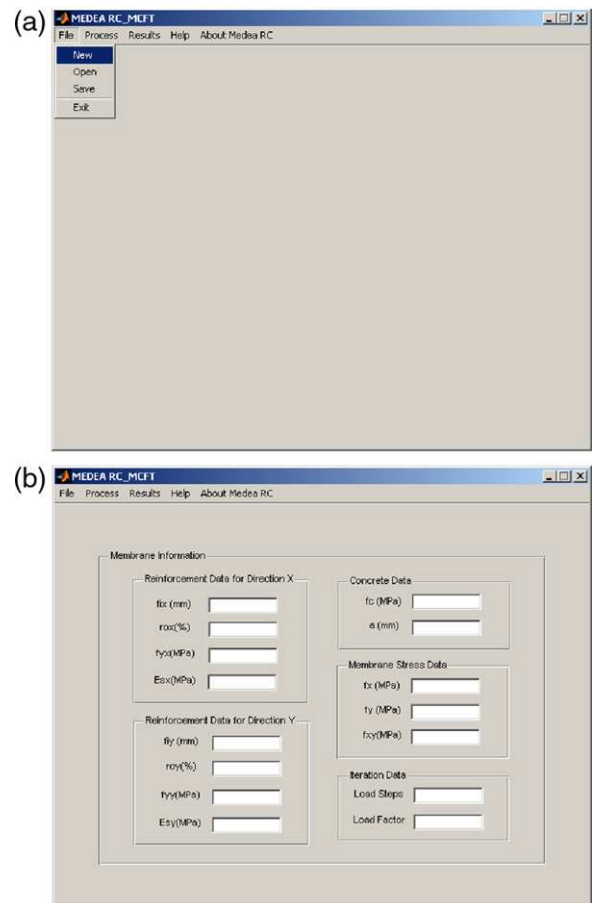 (a)
MEDEA RC_MCFT
File Process Results Help About Medea RC
New
Open
Save
Exit
(b)
MEDEA RC_MCFT
File Process Results Help About Medea RC
Membrane Information
Reinforcement Data for Direction X
fix (mm)
rox(%)
fyx(MPa)
Esx(MPa)
Reinforcement Data for Direction Y
fiy (mm)
roy(%)
fyy(MPa)
Esy(MPa)
Concrete Data
fc (MPa)
a (mm)
Membrane Stress Data
fx (MPa)
fy (MPa)
fxy(MPa)
Iteration Data
Load Steps
Load Factor